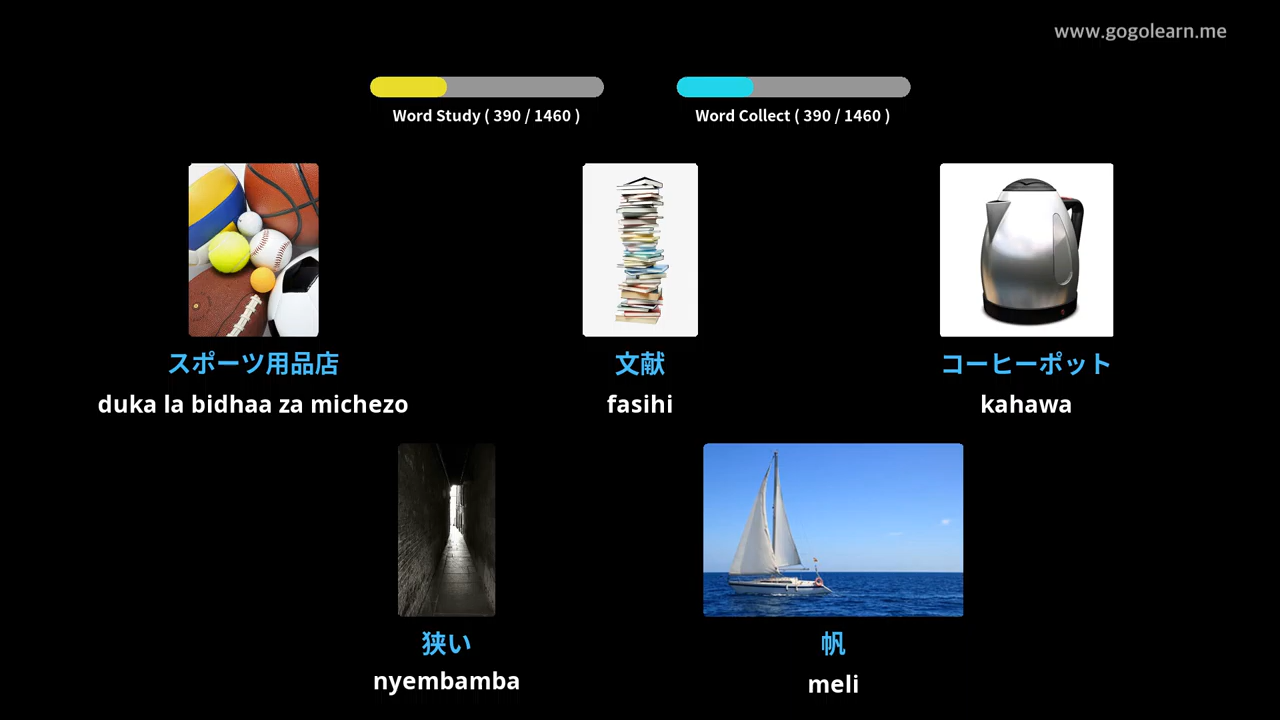 www.gogolearn.me
Word Study ( 390 / 1460 )
Word Collect ( 390 / 1460 )
スポーツ用品店
duka la bidhaa za michezo
文献
fasihi
コーヒーポット
kahawa
狭い
nyembamba
帆
meli